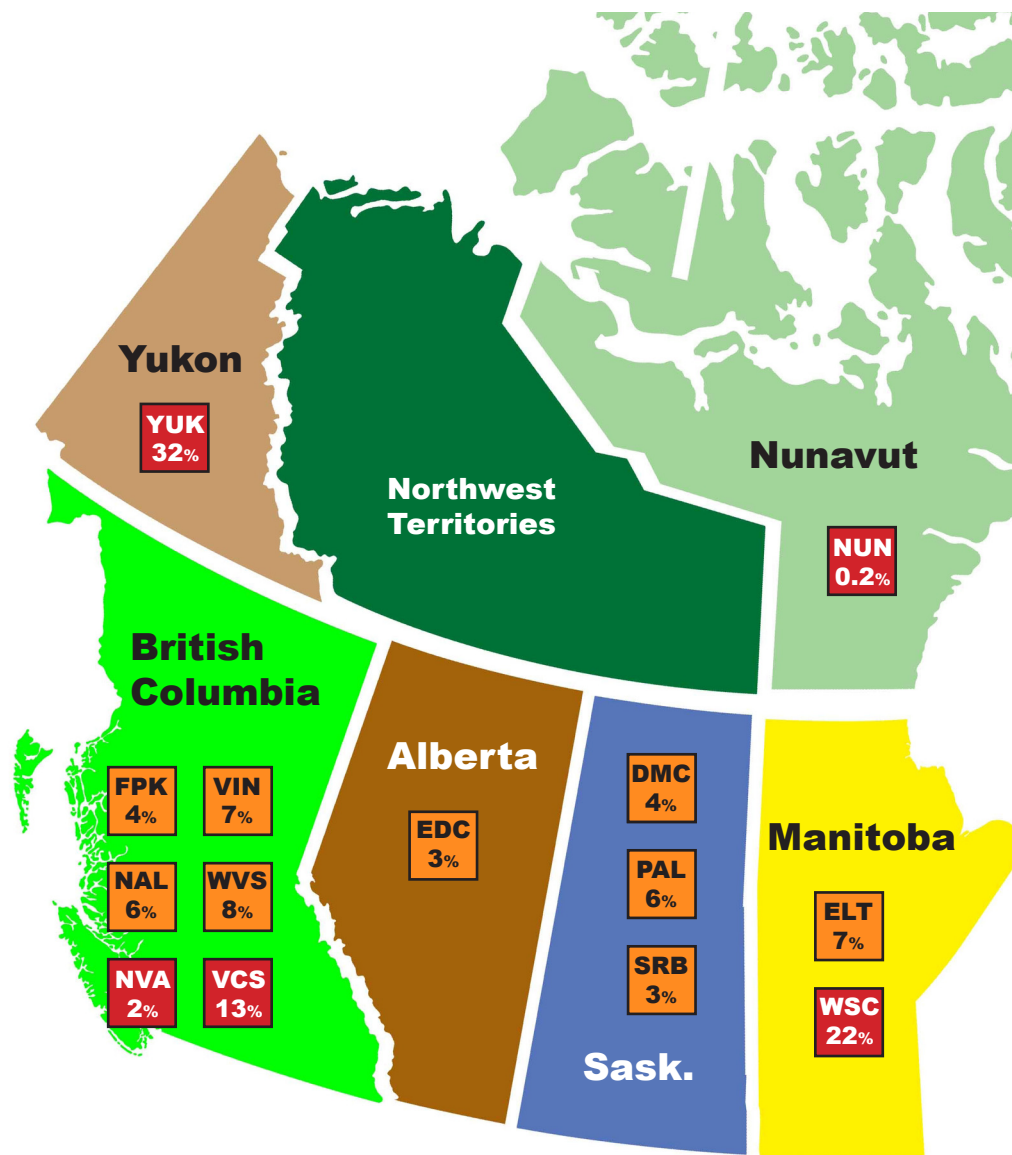 Yukon
YUK
32%
Northwest
Territories
Nunavut
NUN
0.2%
British
Columbia
FPK
4%
VIN
7%
NAL
6%
WVS
8%
NVA
2%
VCS
13%
Alberta
EDC
3%
DMC
4%
PAL
6%
SRB
3%
Sask.
Manitoba
ELT
7%
WSC
22%